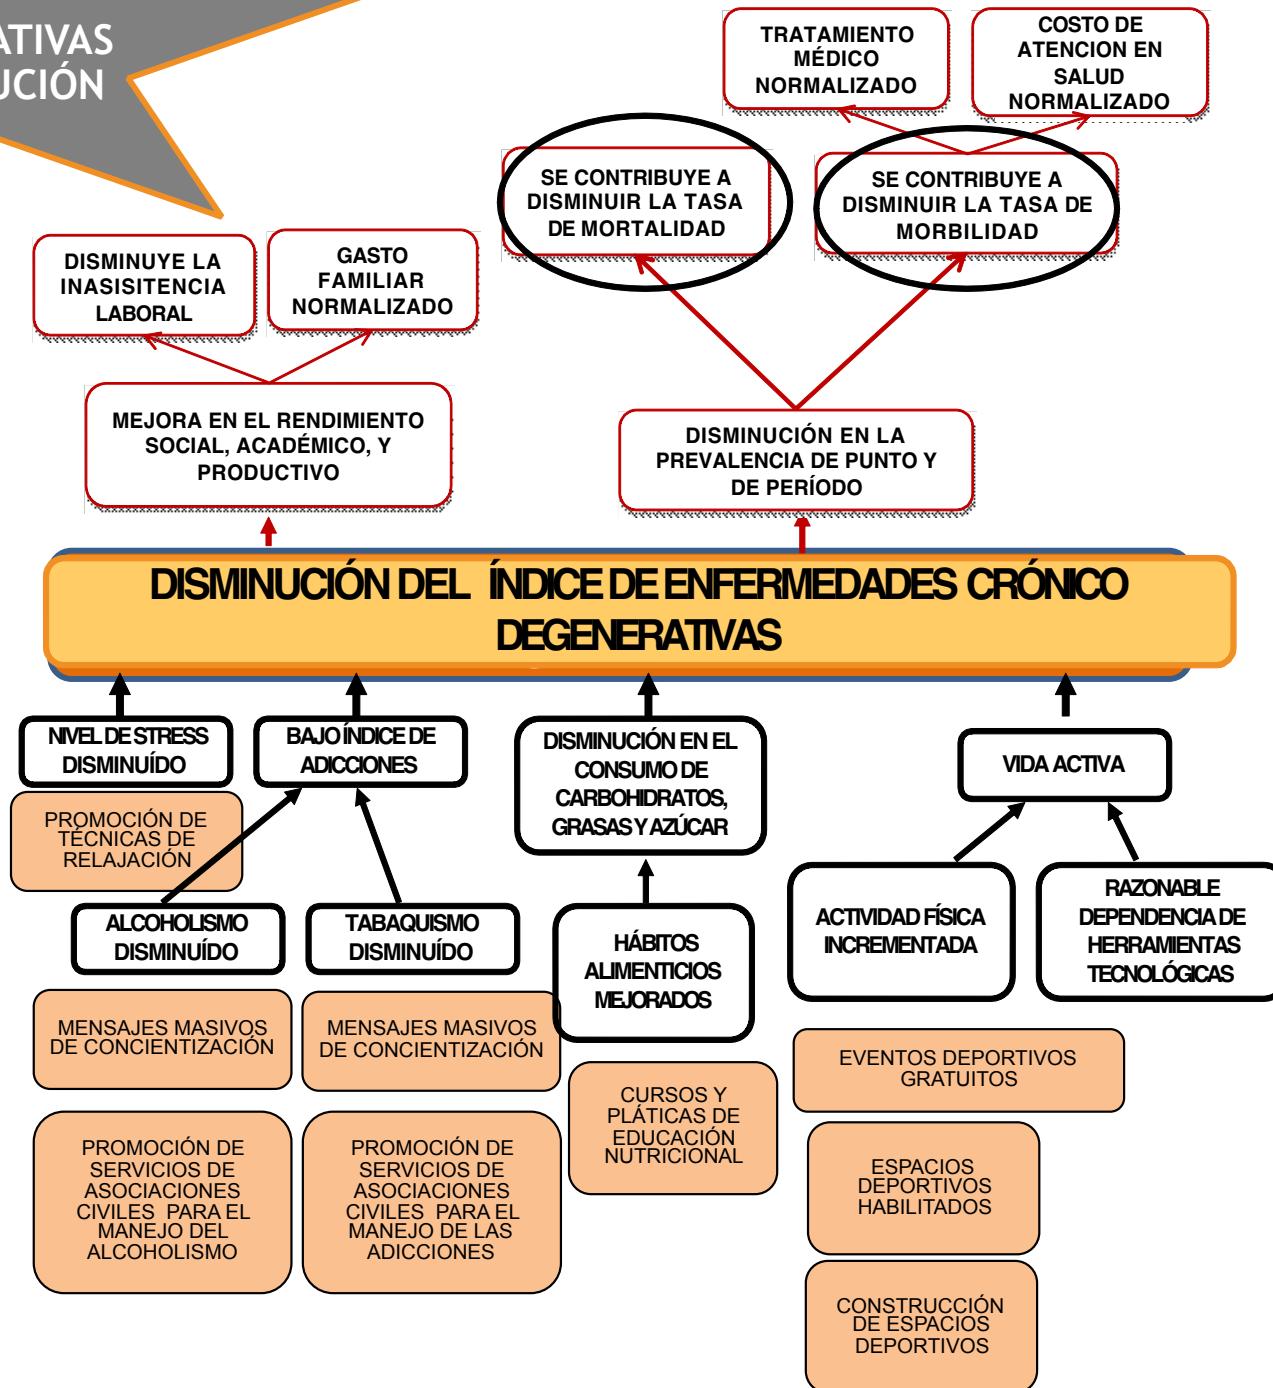 ATIVAS
UCIÓN
TRATAMIENTO
MÉDICO
NORMALIZADO
COSTO DE
ATENCION EN
SALUD
NORMALIZADO
SE CONTRIBUYE A
DISMINUIR LA TASA
DE MORTALIDAD
SE CONTRIBUYE A
DISMINUIR LA TASA DE
MORBILIDAD
DISMINUYE LA
INASISITENCIA
LABORAL
GASTO
FAMILIAR
NORMALIZADO
MEJORA EN EL RENDIMIENTO
SOCIAL, ACADÉMICO, Y
PRODUCTIVO
DISMINUCIÓN EN LA
PREVALENCIA DE PUNTO Y
DE PERÍODO
DISMINUCIÓN DEL ÍNDICE DE ENFERMEDADES CRÓNICO
DEGENERATIVAS
NIVEL DE STRESS
DISMINUÍDO
BAJO ÍNDICE DE
ADICCIONES
DISMINUCIÓN EN EL
CONSUMO DE
CARBOHIDRATOS,
GRASAS Y AZÚCAR
VIDA ACTIVA
PROMOCIÓN DE
TÉCNICAS DE
RELAJACIÓN
ALCOHOLISMO
DISMINUÍDO
TABAQUISMO
DISMINUÍDO
HÁBITOS
ALIMENTICIOS
MEJORADOS
ACTIVIDAD FÍSICA
INCREMENTADA
RAZONABLE
DEPENDENCIA DE
HERRAMIENTAS
TECNOLÓGICAS
MENSAJES MASIVOS
DE CONCIENTIZACIÓN
MENSAJES MASIVOS
DE CONCIENTIZACIÓN
CURSOS Y
PLÁTICAS DE
EDUCACIÓN
NUTRICIONAL
EVENTOS DEPORTIVOS
GRATUITOS
PROMOCIÓN DE
SERVICIOS DE
ASOCIACIONES
CIVILES PARA EL
MANEJO DEL
ALCOHOLISMO
PROMOCIÓN DE
SERVICIOS DE
ASOCIACIONES
CIVILES PARA EL
MANEJO DE LAS
ADICCIONES
ESPACIOS
DEPORTIVOS
HABILITADOS
CONSTRUCCIÓN
DE ESPACIOS
DEPORTIVOS